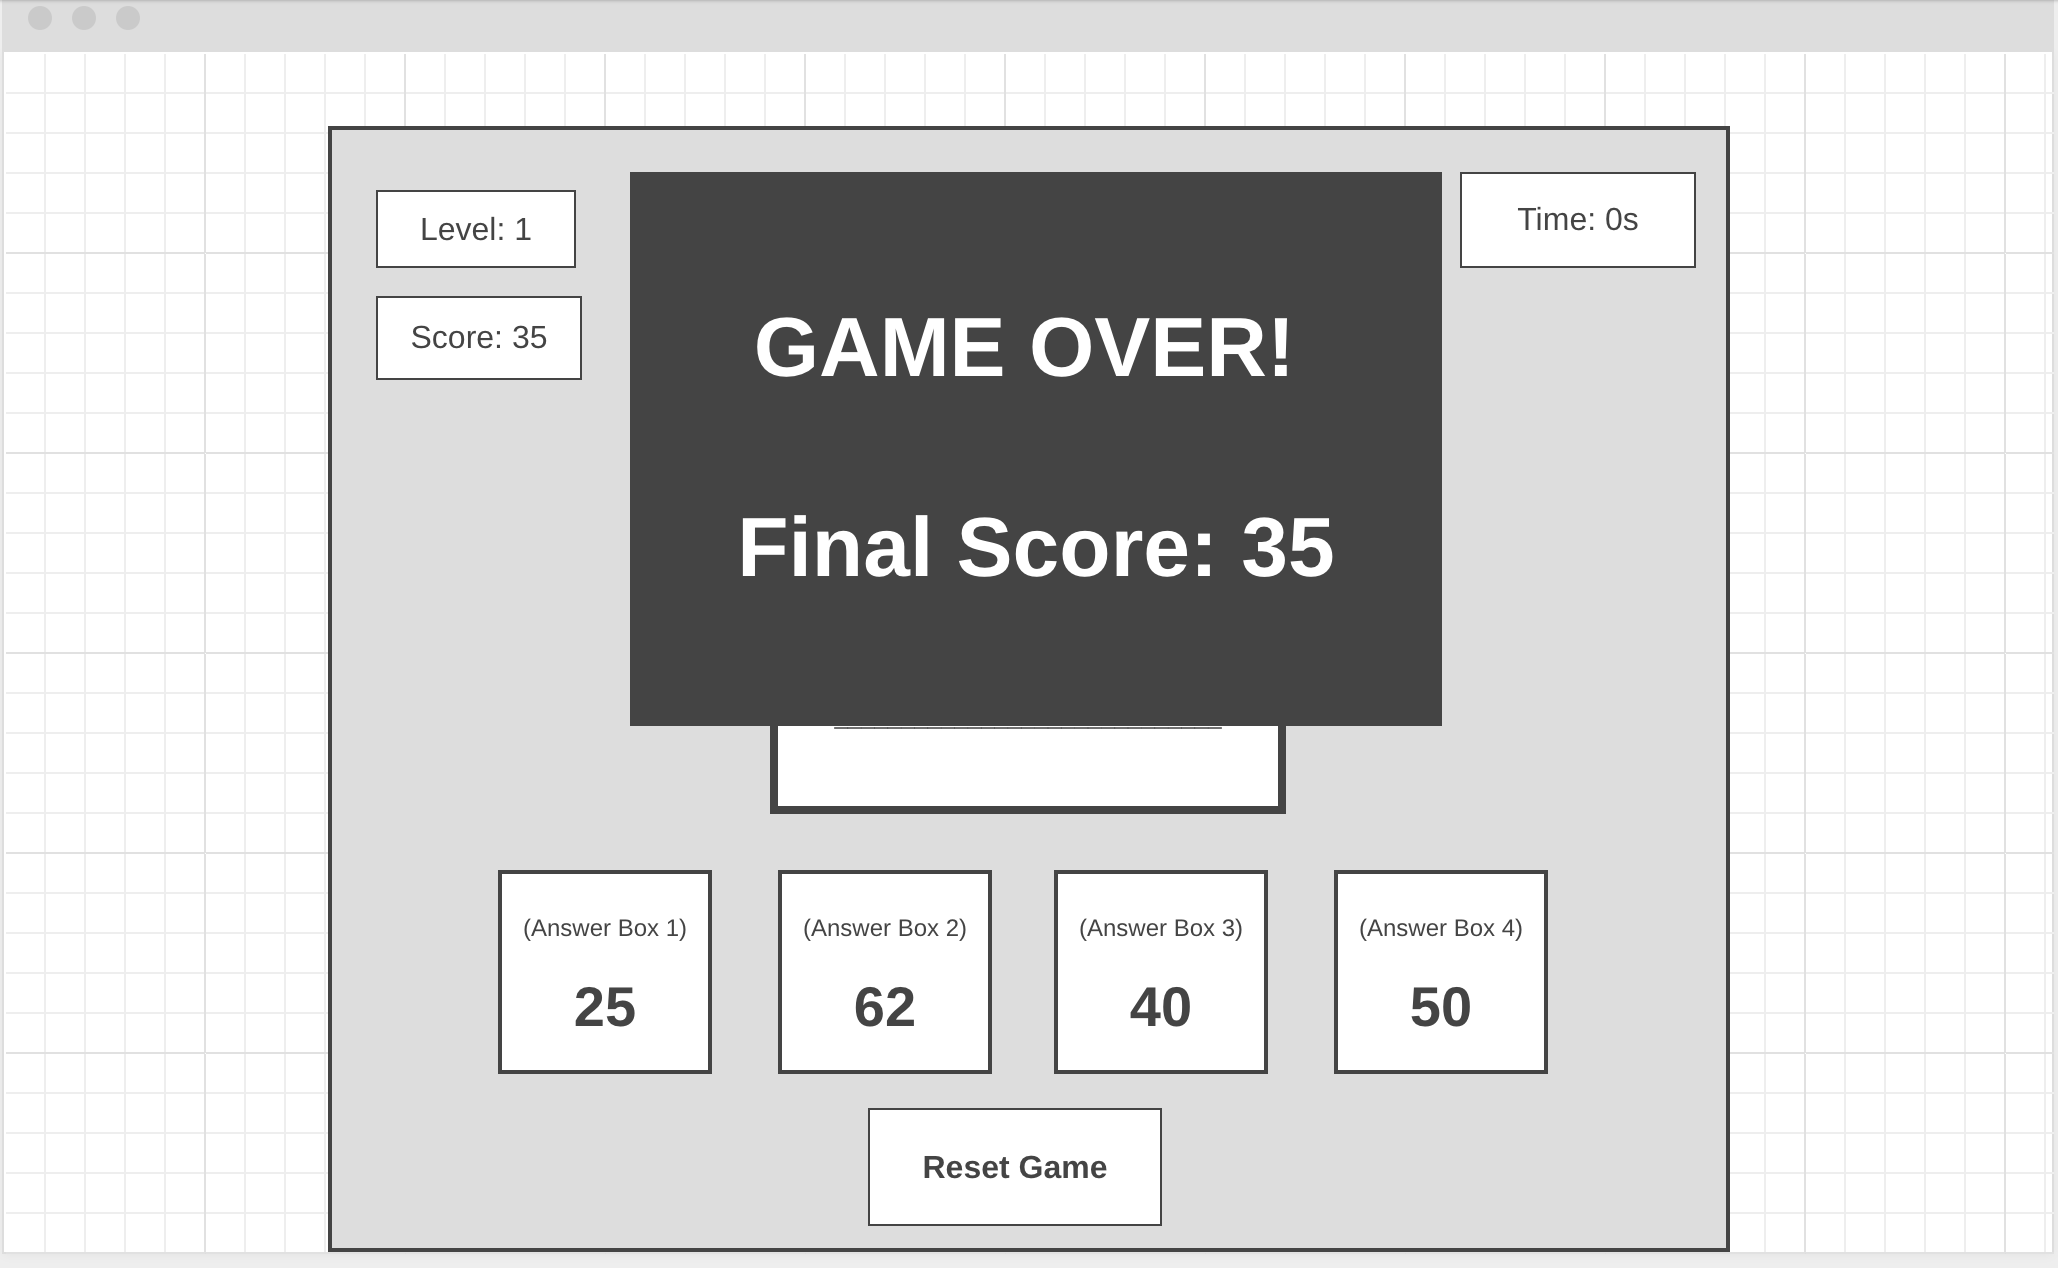 Level: 1
Time: 0s
Score: 35
GAME OVER!
Final Score: 35
(Answer Box 1)
25
(Answer Box 2)
62
(Answer Box 3)
40
(Answer Box 4)
50
Reset Game